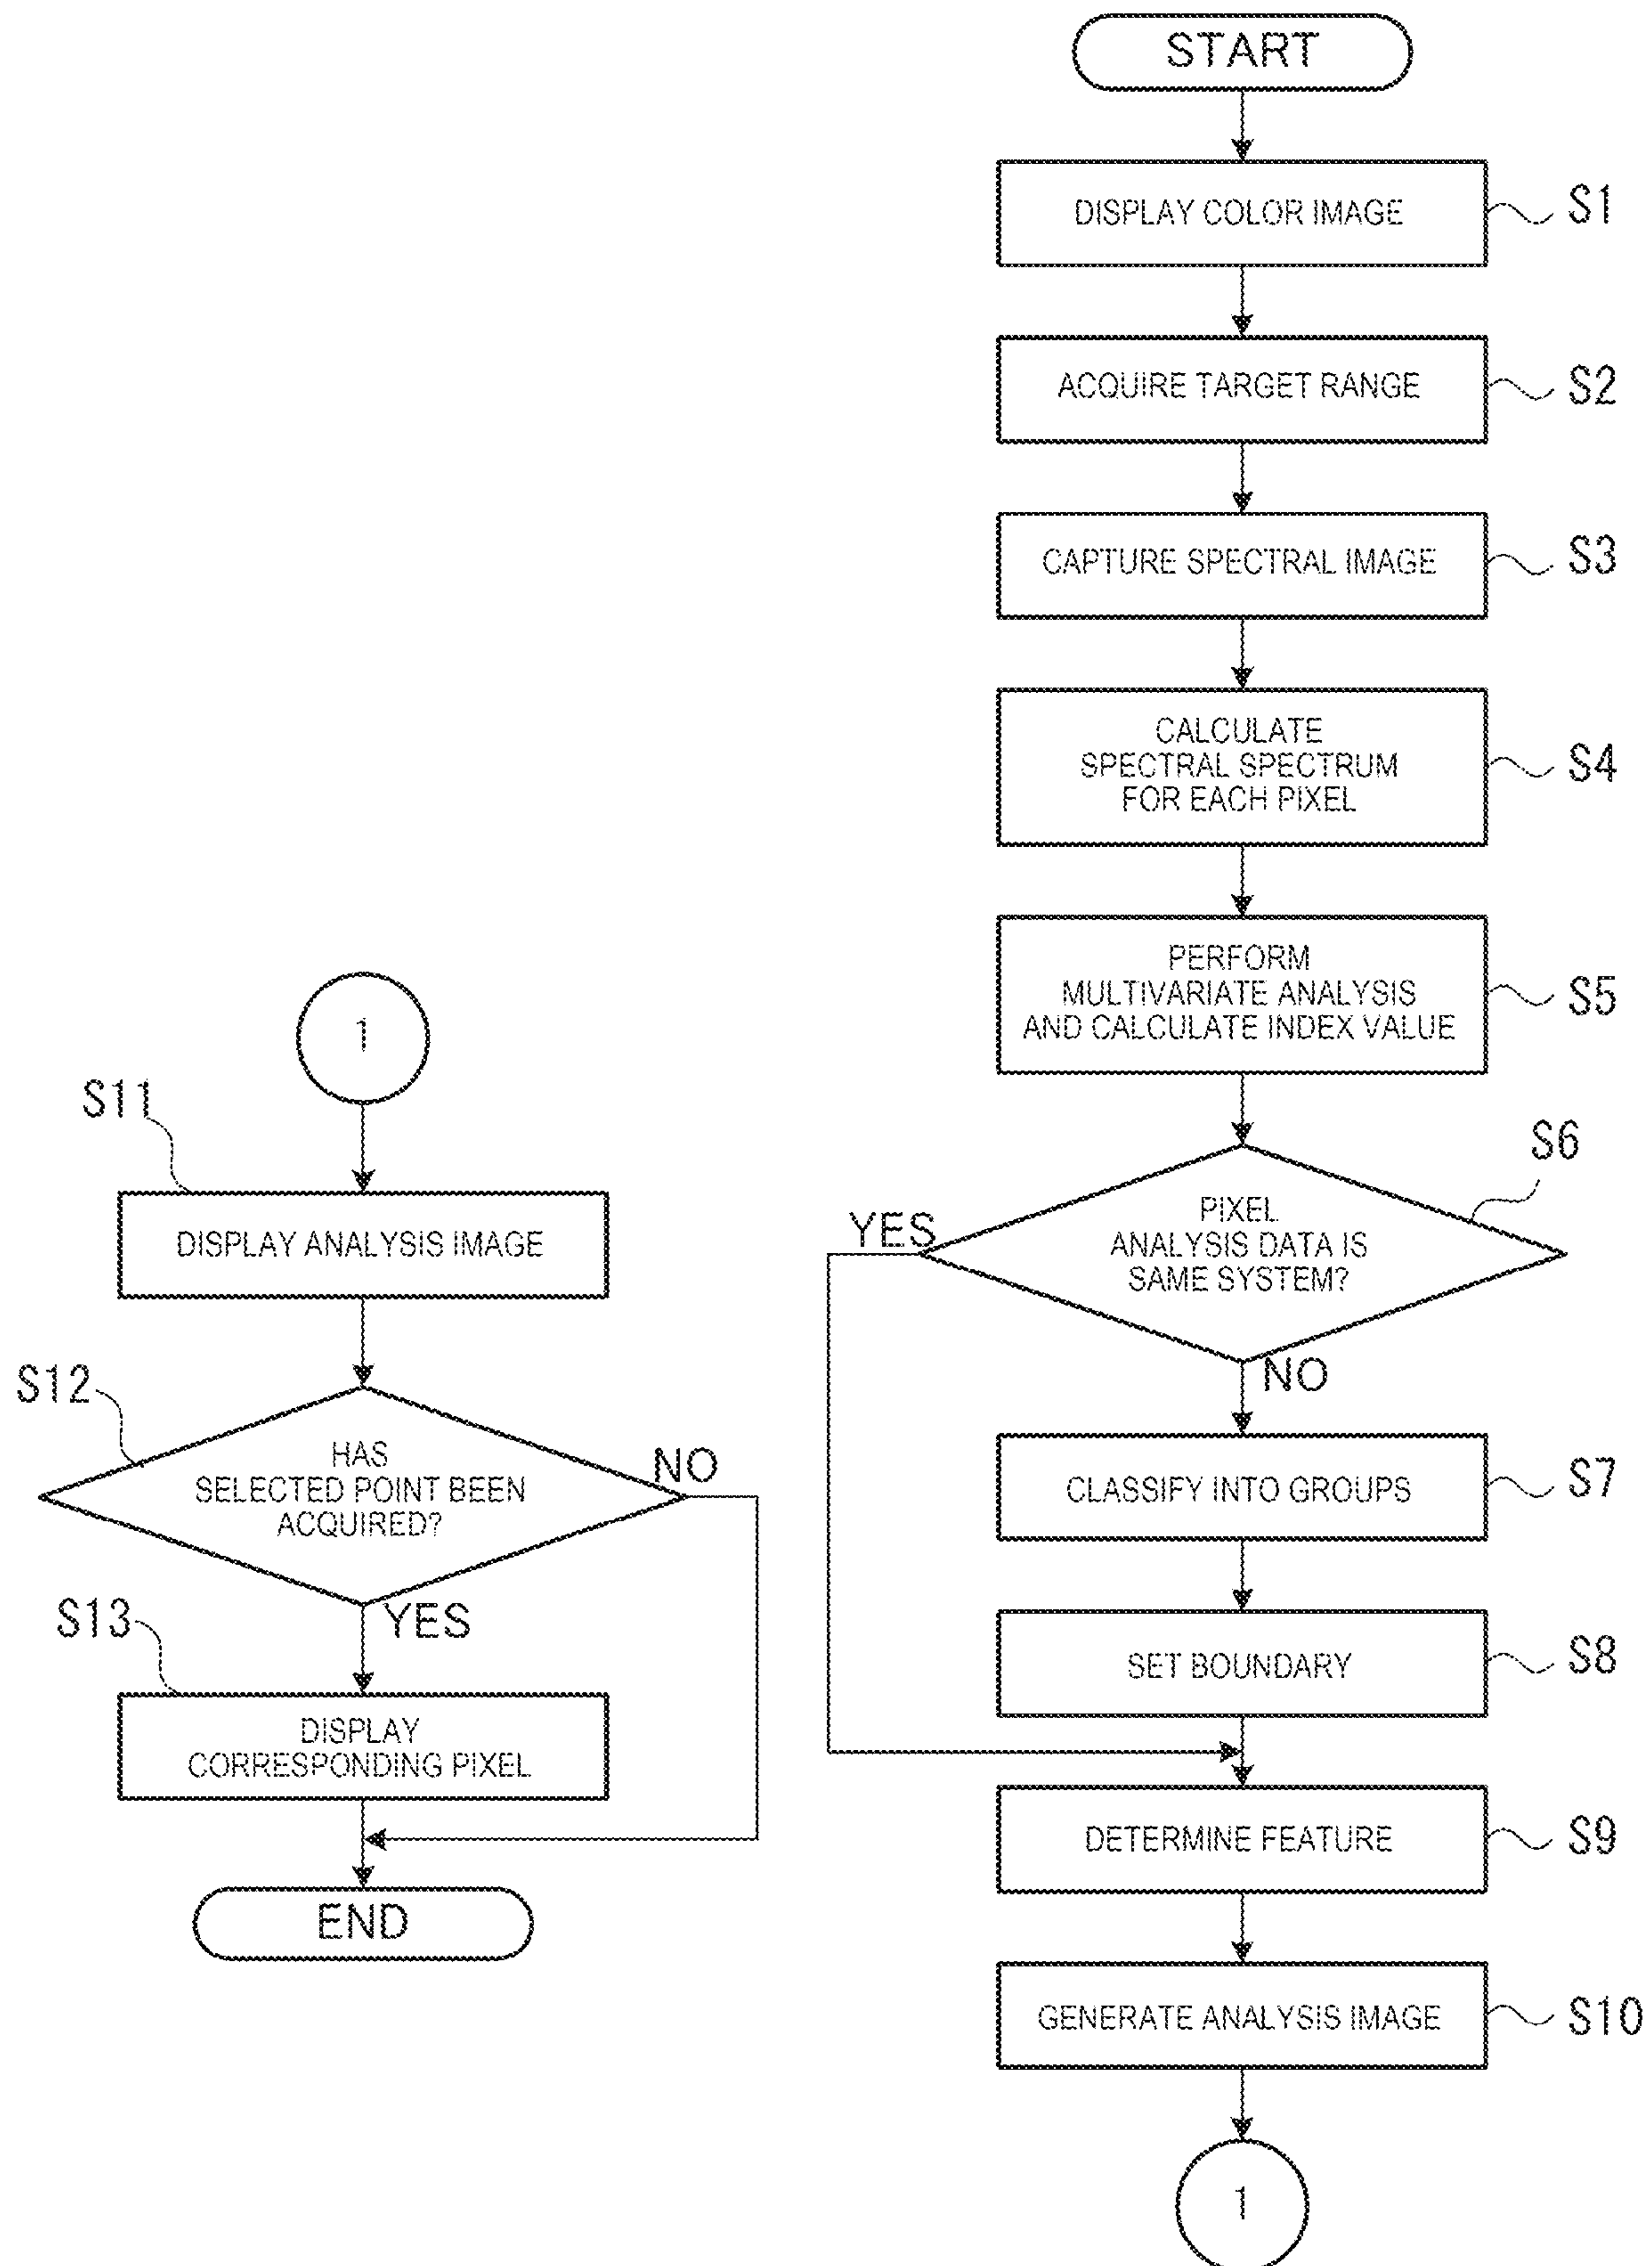 START
DISPLAY COLOR IMAGE
S1
ACQUIRE TARGET RANGE
S2
CAPTURE SPECTRAL IMAGE
S3
CALCULATE
SPECTRAL SPECTRUM
FOR EACH PIXEL
S4
PERFORM
MULTIVARIATE ANALYSIS
AND CALCULATE INDEX VALUE
S5
PIXEL
ANALYSIS DATA IS
SAME SYSTEM?
S6
YES
NO
CLASSIFY INTO GROUPS
S7
SET BOUNDARY
S8
DETERMINE FEATURE
S9
GENERATE ANALYSIS IMAGE
S10
1
1
S11
DISPLAY ANALYSIS IMAGE
S12
HAS
SELECTED POINT BEEN
ACQUIRED?
NO
YES
S13
DISPLAY
CORRESPONDING PIXEL
END